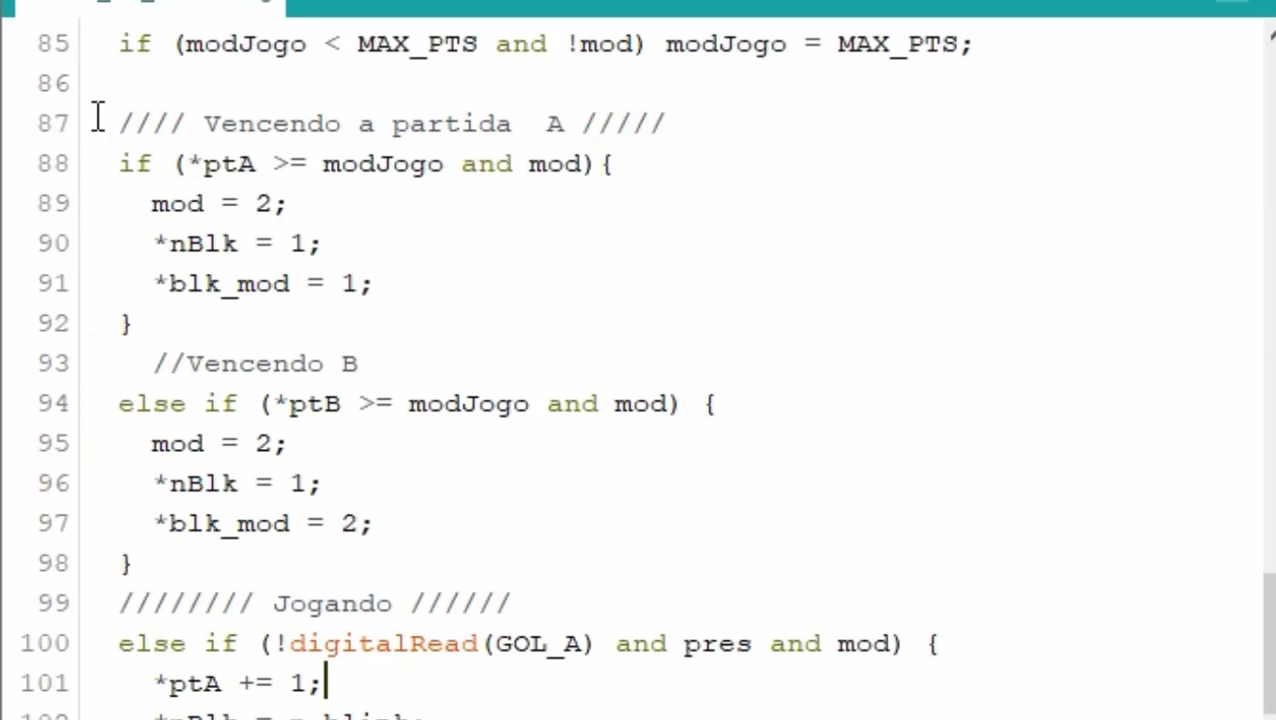 85 if (modJogo < MAX_PTS and !mod) modJogo = MAX_PTS;
86
87 //// Vencendo a partida  A /////
88 if (*ptA >= modJogo and mod){
89 mod = 2;
90 *nBlk = 1;
91 *blk_mod = 1;
92 }
93 //Vencendo B
94 else if (*ptB >= modJogo and mod) {
95 mod = 2;
96 *nBlk = 1;
97 *blk_mod = 2;
98 }
99 //////// Jogando //////
100 else if (!digitalRead(GOL_A) and pres and mod) {
101 *ptA += 1;